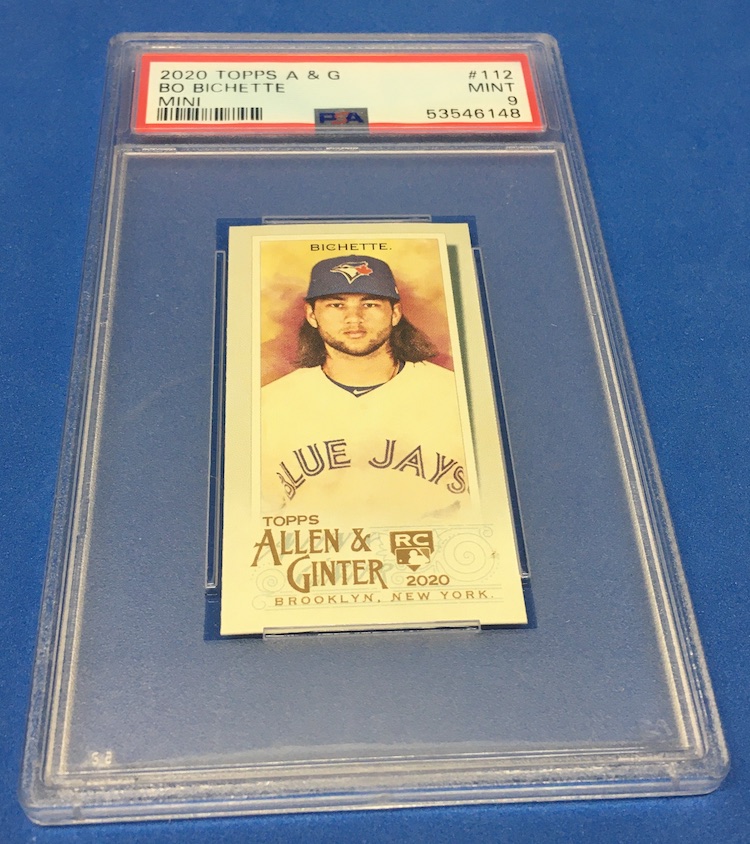 2020 TOPPS A & G #112
BO BICHETTE MINT
MINI 9
PSA 53546148
BICHETTE.
BLUE JAYS
TOPPS
ALLEN & RC
GINTER 2020
BROOKLYN, NEW YORK.